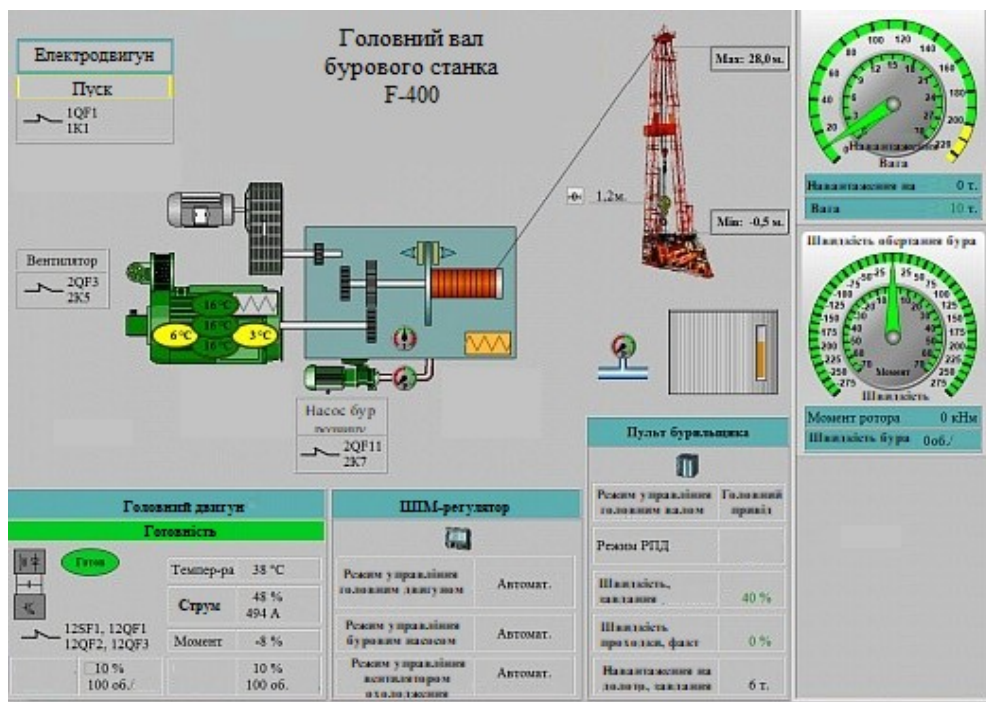 Головний вал
бурового станка
F-400
Електродвигун
Пуск
1QF1
1K1
Max: 28,0 м.
1,2м.
Min: -0,5 м.
Вентилятор
2QF3
2K5
16 °C
16 °C
16 °C
6 °C
3 °C
Насос бур
2QF11
2K7
Навантаження
Вага
Навантаження на 0 т.
Вага 10 т.
Швидкість обертання бура
Момент
Швидкість
Момент ротора 0 кНм
Швидкість бура 0об./
Пульт бурильщика
Режим управління
головним валом
Головний
привід
Режим РПД
Швидкість,
завдання 40 %
Швидкість
проходки, факт 0 %
Навантаження на
долото, завдання 6 т.
Головний двигун
Готовність
Готов
Темпер-ра 38 °C
Струм 48 %
494 А
Момент -8 %
12SF1, 12QF1
12QF2, 12QF3
10 %
100 об./
10 %
100 об.
ШІМ-регулятор
Режим управління
головним двигуном
Автомат.
Режим управління
буровим насосом
Автомат.
Режим управління
вентилятором
охолодження
Автомат.